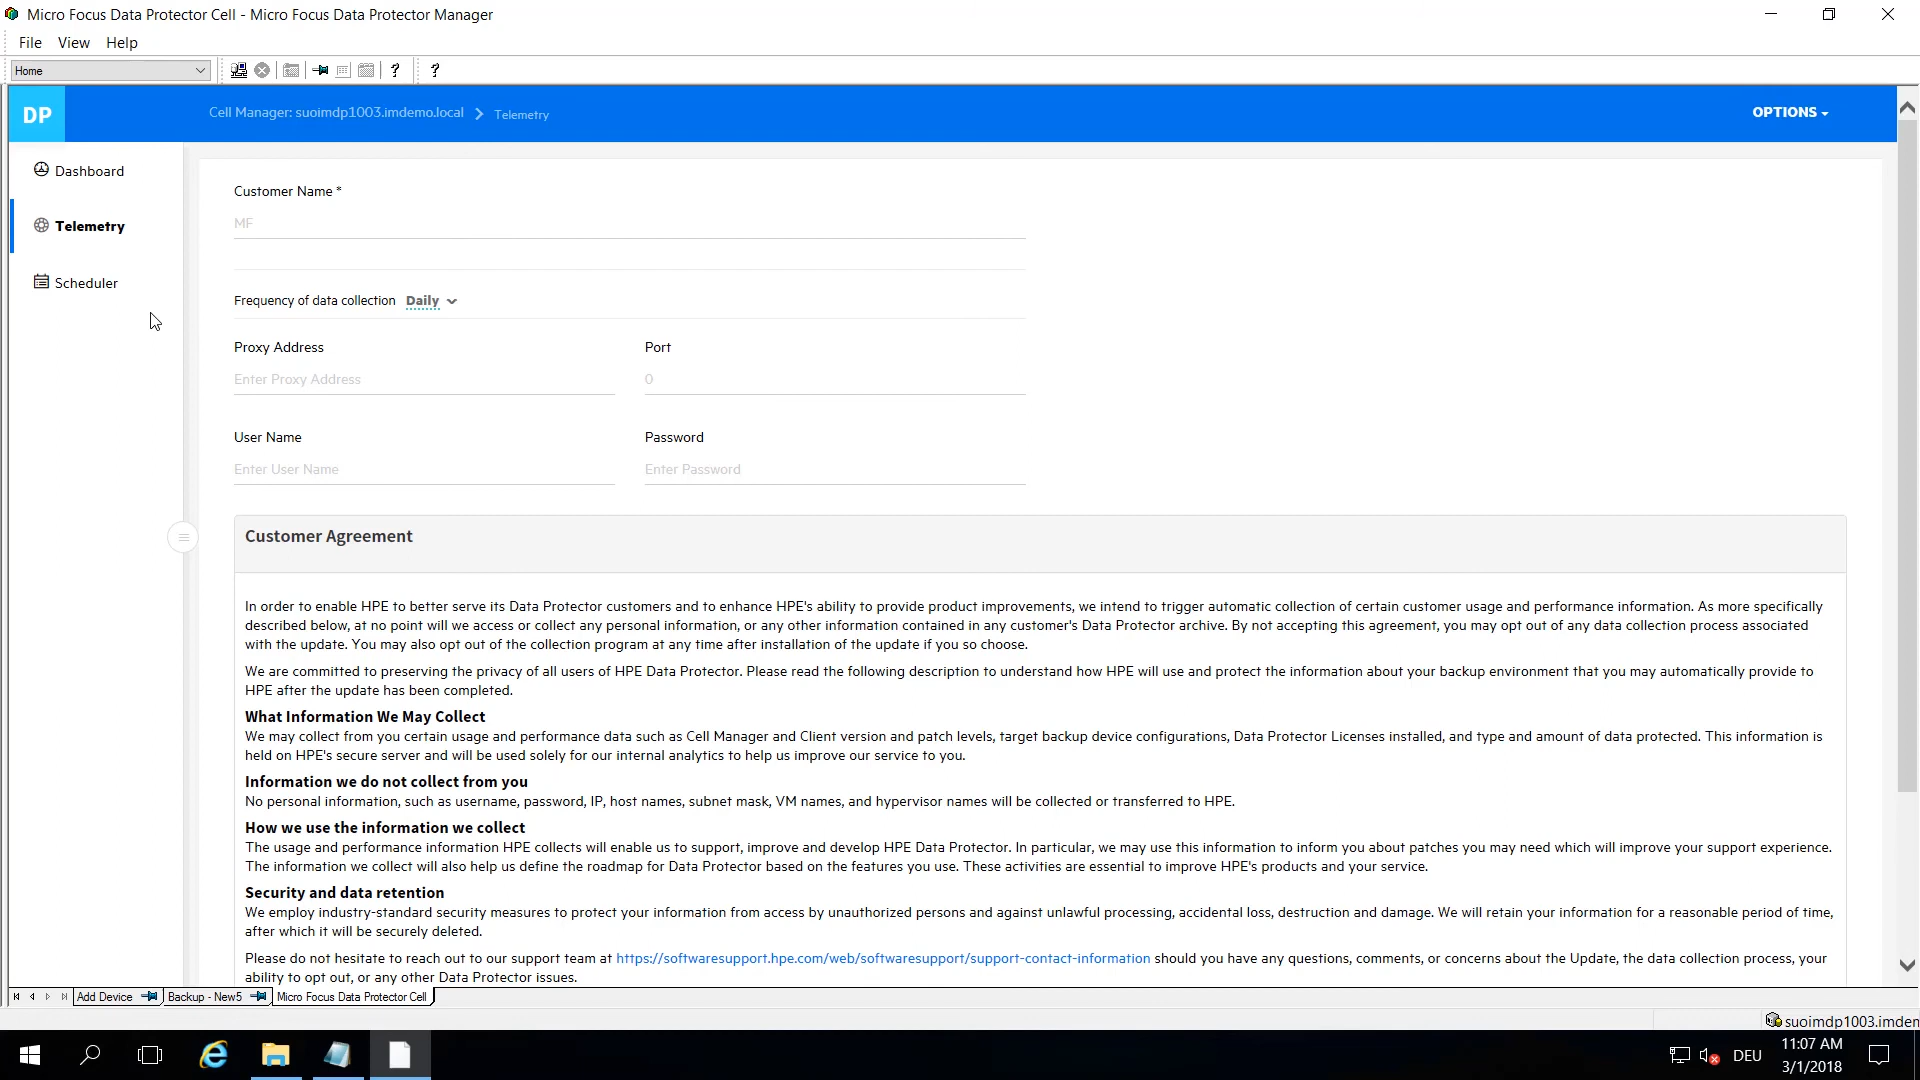 Micro Focus Data Protector Cell - Micro Focus Data Protector Manager
File View Help
Home
? ?
DP
Cell Manager: suoimdp1003.imdemo.local
Telemetry
OPTIONS
Dashboard
Telemetry
Scheduler
Customer Name *
MF
Frequency of data collection Daily
Proxy Address Port
Enter Proxy Address 0
User Name Password
Enter User Name Enter Password
Customer Agreement
In order to enable HPE to better serve its Data Protector customers and to enhance HPE's ability to provide product improvements, we intend to trigger automatic collection of certain customer usage and performance information. As more specifically
described below, at no point will we access or collect any personal information, or any other information contained in any customer's Data Protector archive. By not accepting this agreement, you may opt out of any data collection process associated
with the update. You may also opt out of the collection program at any time after installation of the update if you so choose.
We are committed to preserving the privacy of all users of HPE Data Protector. Please read the following description to understand how HPE will use and protect the information about your backup environment that you may automatically provide to
HPE after the update has been completed.
What Information We May Collect
We may collect from you certain usage and performance data such as Cell Manager and Client version and patch levels, target backup device configurations, Data Protector Licenses installed, and type and amount of data protected. This information is
held on HPE's secure server and will be used solely for our internal analytics to help us improve our service to you.
Information we do not collect from you
No personal information, such as username, password, IP, host names, subnet mask, VM names, and hypervisor names will be collected or transferred to HPE.
How we use the information we collect
The usage and performance information HPE collects will enable us to support, improve and develop HPE Data Protector. In particular, we may use this information to inform you about patches you may need which will improve your support experience.
The information we collect will also help us define the roadmap for Data Protector based on the features you use. These activities are essential to improve HPE's products and your service.
Security and data retention
We employ industry-standard security measures to protect your information from access by unauthorized persons and against unlawful processing, accidental loss, destruction and damage. We will retain your information for a reasonable period of time,
after which it will be securely deleted.
Please do not hesitate to reach out to our support team at https://softwaresupport.hpe.com/web/softwaresupport/support-contact-information should you have any questions, comments, or concerns about the Update, the data collection process, your
ability to opt out, or any other Data Protector issues.
Add Device Backup - New5 Micro Focus Data Protector Cell
suoimdp1003.imden
DEU
11:07 AM
3/1/2018